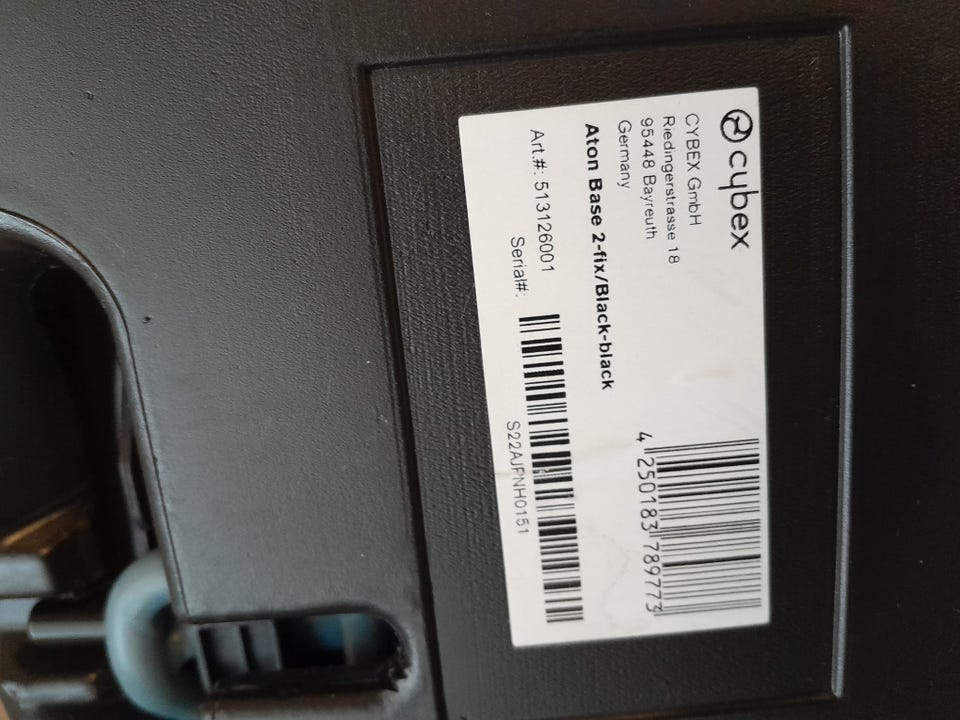 cybex
CYBEX GmbH
Riedingerstrasse 18
95448 Bayreuth
Germany
4 250183 789773
Aton Base 2-fix/Black-black
Art.#: 513126001
Serial#:
S22AJPNH0151